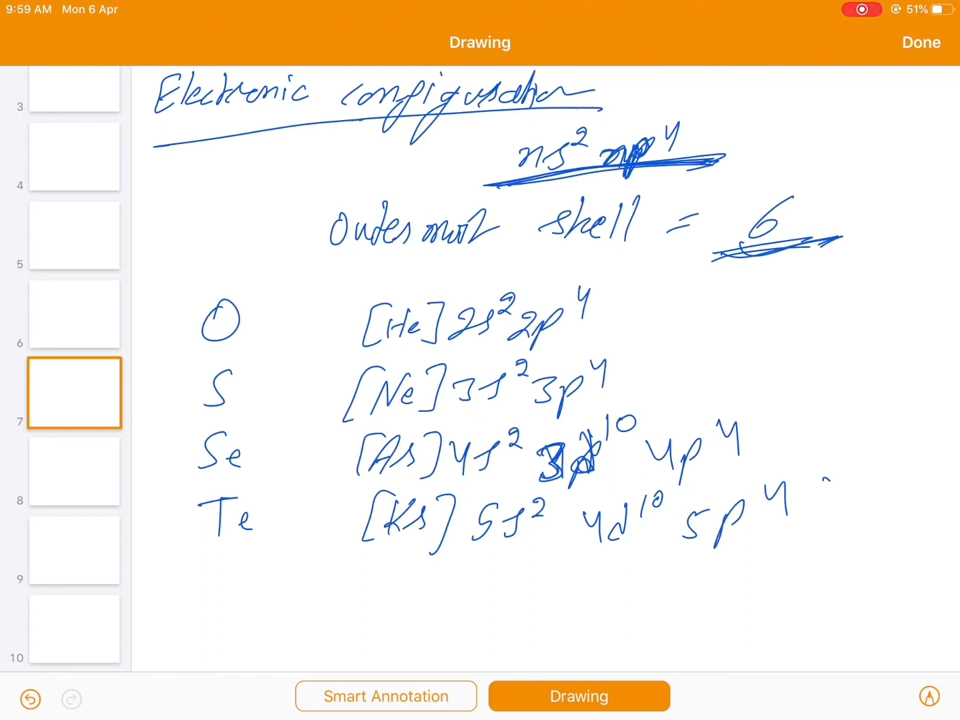 9:59 AM Mon 6 Apr 51%
Drawing Done
Electronic configuration
ns² np⁴
Outermost shell = 6
O [He] 2s² 2p⁴
S [Ne] 3s² 3p⁴
Se [Ar] 4s² 3d¹⁰ 4p⁴
Te [Kr] 5s² 4d¹⁰ 5p⁴
3
4
5
6
7
8
9
10
Smart Annotation Drawing